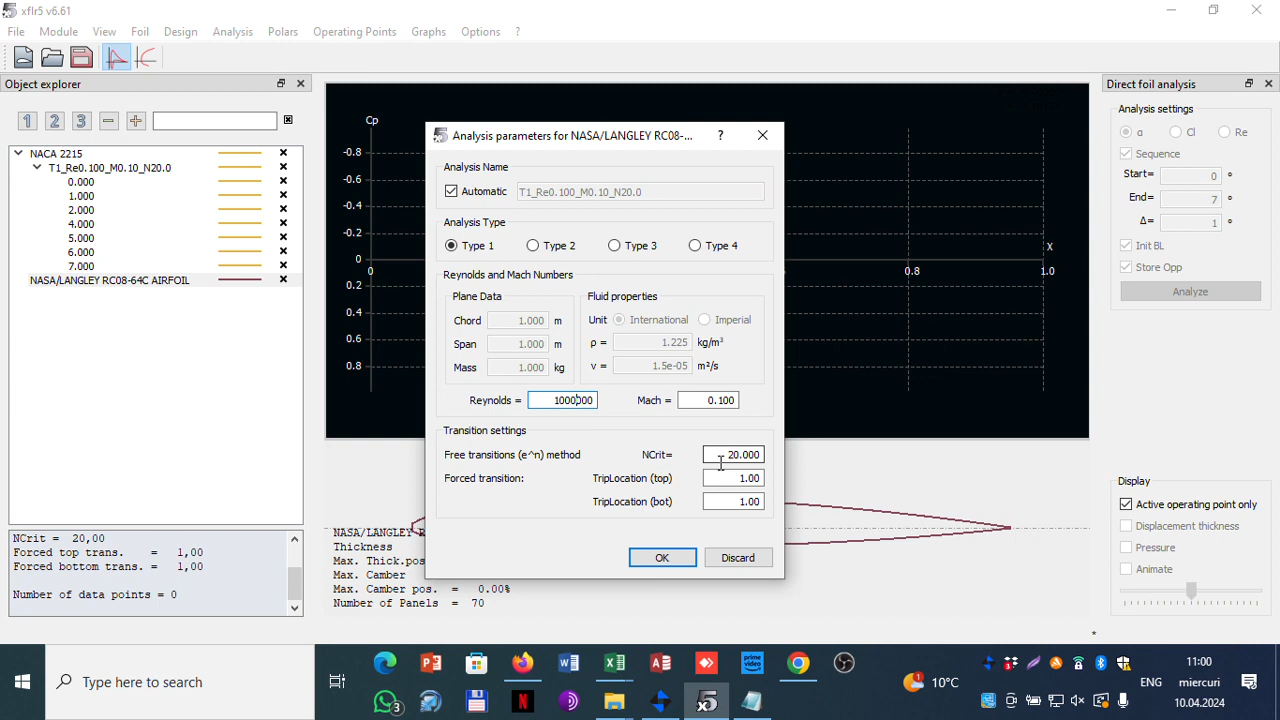 xflr5 v6.61
File Module View Foil Design Analysis Polars Operating Points Graphs Options ?
Object explorer
1 2 3
NACA 2215
T1_Re0.100_M0.10_N20.0
0.000
1.000
2.000
4.000
5.000
6.000
7.000
NASA/LANGLEY RC08-64C AIRFOIL
NCrit = 20,00
Forced top trans. = 1,00
Forced bottom trans. = 1,00
Number of data points = 0
Cp
-0.8
-0.6
-0.4
-0.2
0
0.2
0.4
0.6
0.8
0
0.8
1.0
X
NASA/LANGLEY R
Thickness
Max. Thick.pos
Max. Camber
Max. Camber pos. = 0.00%
Number of Panels = 70
Analysis parameters for NASA/LANGLEY RC08-...
?
Analysis Name
Automatic T1_Re0.100_M0.10_N20.0
Analysis Type
Type 1 Type 2 Type 3 Type 4
Reynolds and Mach Numbers
Plane Data
Chord 1.000 m
Span 1.000 m
Mass 1.000 kg
Fluid properties
Unit International Imperial
ρ = 1.225 kg/m³
ν = 1.5e-05 m²/s
Reynolds = 1000000 Mach = 0.100
Transition settings
Free transitions (e^n) method NCrit= 20.000
Forced transition: TripLocation (top) 1.00
TripLocation (bot) 1.00
OK Discard
Direct foil analysis
Analysis settings
α Cl Re
Sequence
Start= 0 °
End= 7 °
Δ= 1 °
Init BL
Store Opp
Analyze
Display
Active operating point only
Displacement thickness
Pressure
Animate
*
Type here to search
3
1
10°C
ENG
11:00
miercuri
10.04.2024